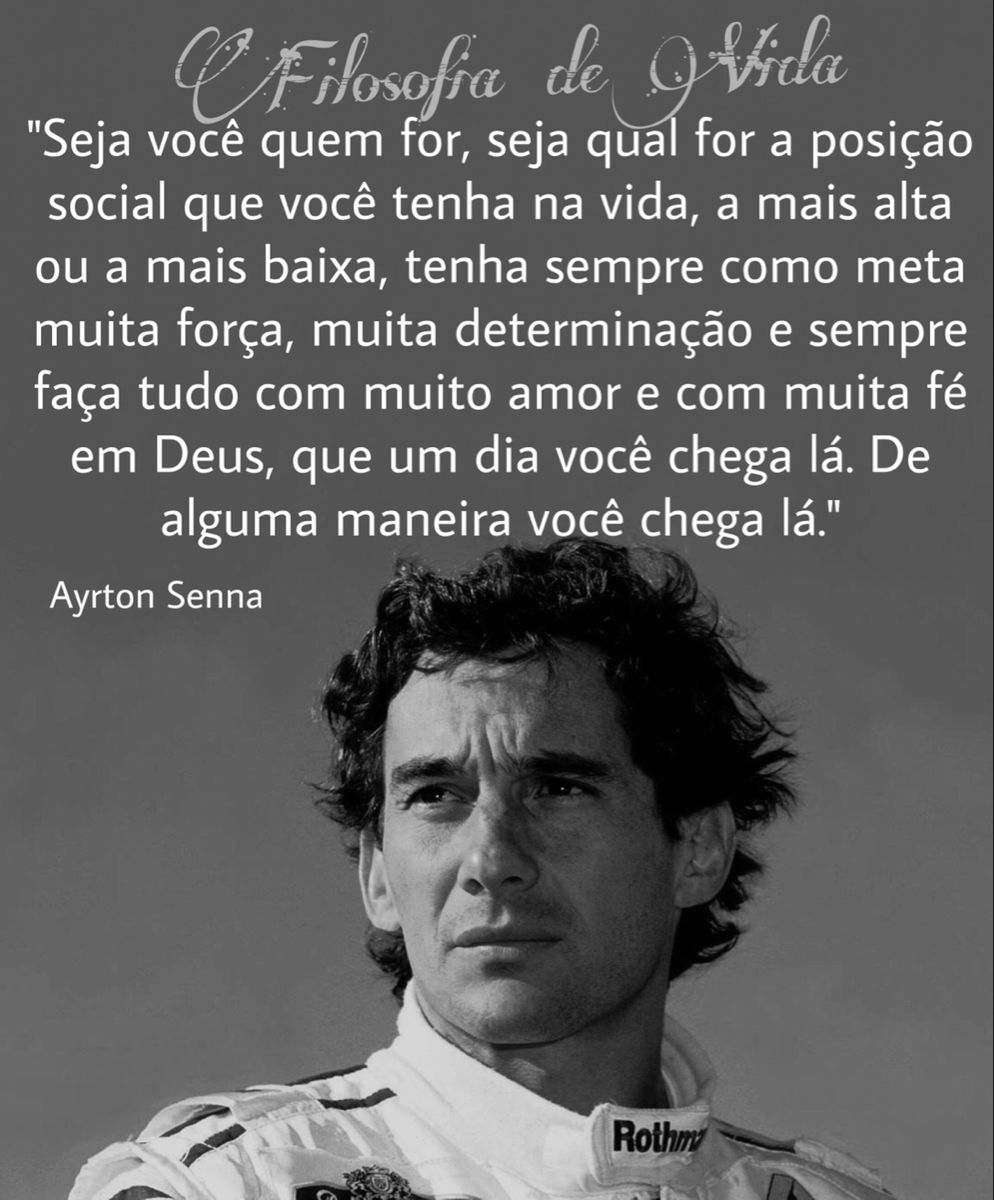 Filosofia de Vida
"Seja você quem for, seja qual for a posição
social que você tenha na vida, a mais alta
ou a mais baixa, tenha sempre como meta
muita força, muita determinação e sempre
faça tudo com muito amor e com muita fé
em Deus, que um dia você chega lá. De
alguma maneira você chega lá."
Ayrton Senna